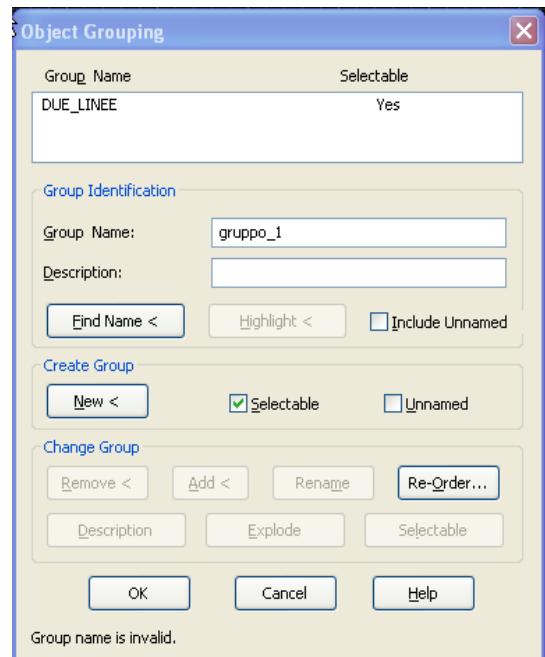 Object Grouping
Group Name Selectable
DUE_LINEE Yes
Group Identification
Group Name: gruppo_1
Description:
Find Name < Highlight < Include Unnamed
Create Group
New < Selectable Unnamed
Change Group
Remove < Add < Rename Re-Order...
Description Explode Selectable
OK Cancel Help
Group name is invalid.